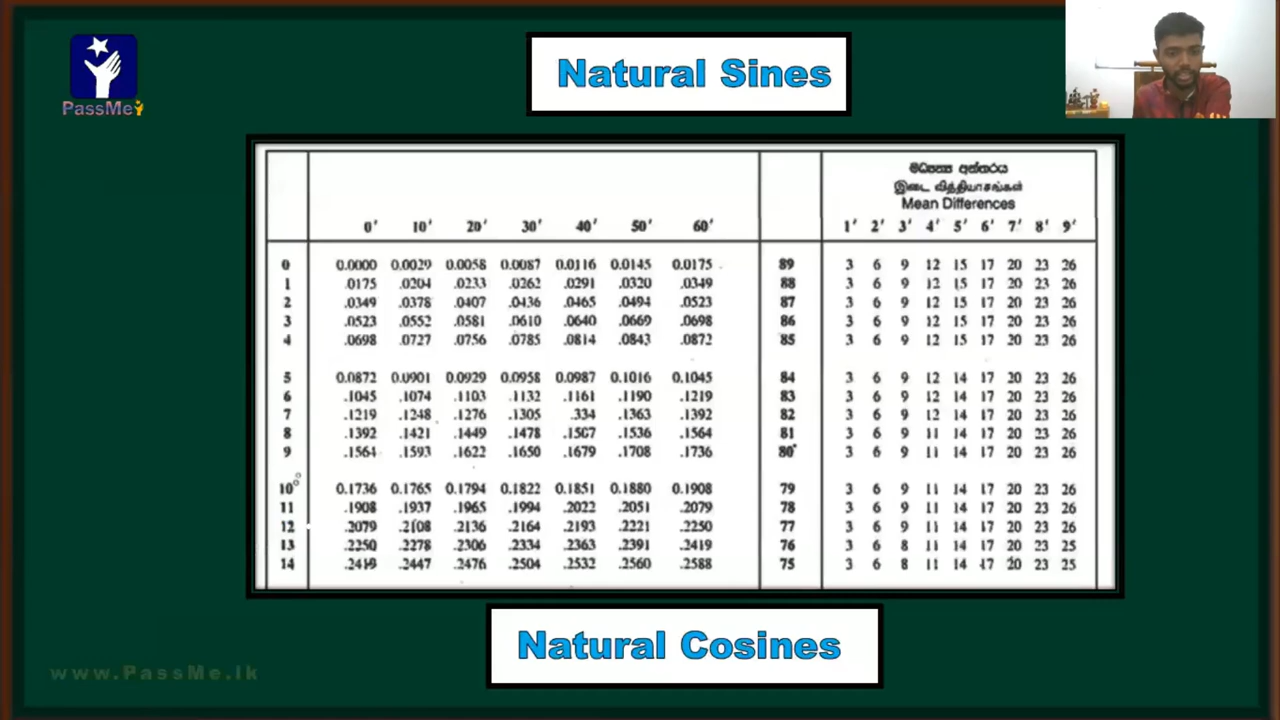 Natural Sines
PassMe
මධ්‍යන්‍ය අන්තරය
இடை வித்தியாசங்கள்
Mean Differences
0′ 10′ 20′ 30′ 40′ 50′ 60′ 1′ 2′ 3′ 4′ 5′ 6′ 7′ 8′ 9′
0 0.0000 0.0029 0.0058 0.0087 0.0116 0.0145 0.0175 89 3 6 9 12 15 17 20 23 26
1 .0175 .0204 .0233 .0262 .0291 .0320 .0349 88 3 6 9 12 15 17 20 23 26
2 .0349 .0378 .0407 .0436 .0465 .0494 .0523 87 3 6 9 12 15 17 20 23 26
3 .0523 .0552 .0581 .0610 .0640 .0669 .0698 86 3 6 9 12 15 17 20 23 26
4 .0698 .0727 .0756 .0785 .0814 .0843 .0872 85 3 6 9 12 15 17 20 23 26
5 0.0872 0.0901 0.0929 0.0958 0.0987 0.1016 0.1045 84 3 6 9 12 14 17 20 23 26
6 .1045 .1074 .1103 .1132 .1161 .1190 .1219 83 3 6 9 12 14 17 20 23 26
7 .1219 .1248 .1276 .1305 .334 .1363 .1392 82 3 6 9 12 14 17 20 23 26
8 .1392 .1421 .1449 .1478 .1507 .1536 .1564 81 3 6 9 11 14 17 20 23 26
9 .1564 .1593 .1622 .1650 .1679 .1708 .1736 80° 3 6 9 11 14 17 20 23 26
10° 0.1736 0.1765 0.1794 0.1822 0.1851 0.1880 0.1908 79 3 6 9 11 14 17 20 23 26
11 .1908 .1937 .1965 .1994 .2022 .2051 .2079 78 3 6 9 11 14 17 20 23 26
12 .2079 .2108 .2136 .2164 .2193 .2221 .2250 77 3 6 9 11 14 17 20 23 26
13 .2250 .2278 .2306 .2334 .2363 .2391 .2419 76 3 6 8 11 14 17 20 23 25
14 .2419 .2447 .2476 .2504 .2532 .2560 .2588 75 3 6 8 11 14 17 20 23 25
Natural Cosines
www.PassMe.lk